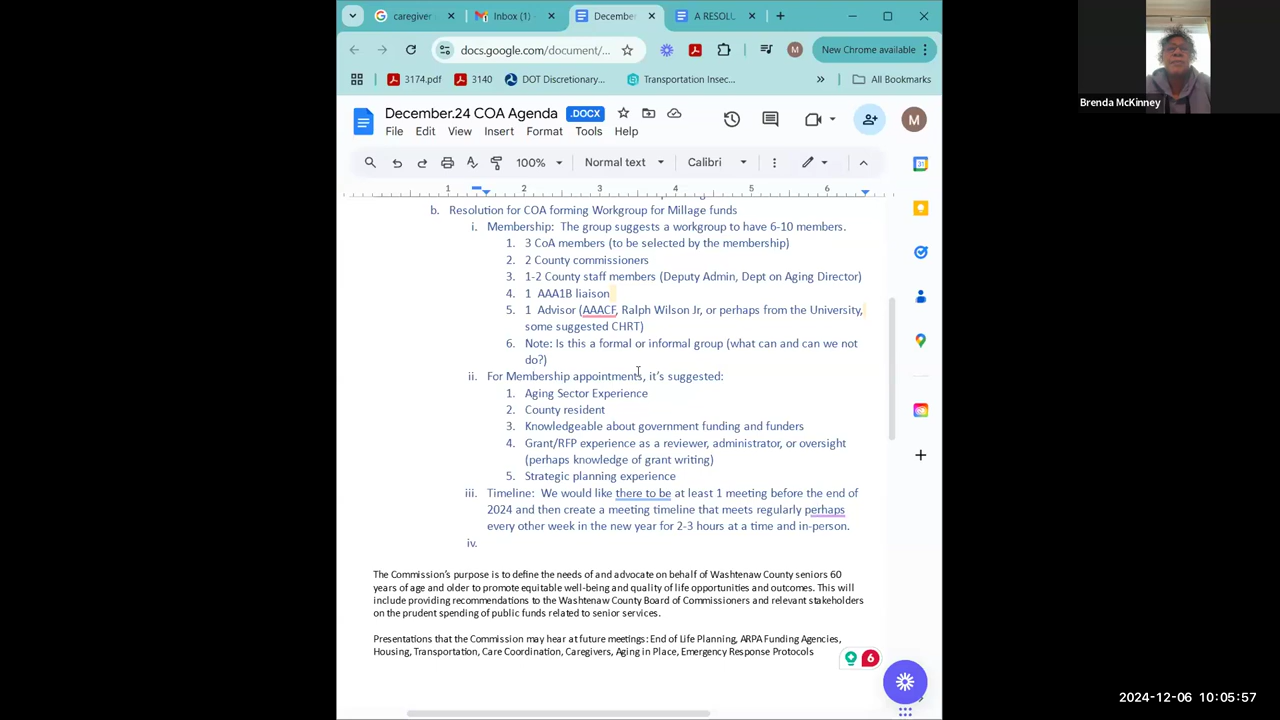 caregiver
Inbox (1)
December
A RESOLU
docs.google.com/document/...
M
New Chrome available
3174.pdf
3140
DOT Discretionary...
Transportation Insec...
»
All Bookmarks
December.24 COA Agenda
.DOCX
M
File Edit View Insert Format Tools Help
100%
Normal text
Calibri
1 2 3 4 5 6
b. Resolution for COA forming Workgroup for Millage funds
i. Membership: The group suggests a workgroup to have 6-10 members.
1. 3 CoA members (to be selected by the membership)
2. 2 County commissioners
3. 1-2 County staff members (Deputy Admin, Dept on Aging Director)
4. 1 AAA1B liaison
5. 1 Advisor (AAACF, Ralph Wilson Jr, or perhaps from the University,
some suggested CHRT)
6. Note: Is this a formal or informal group (what can and can we not
do?)
ii. For Membership appointments, it's suggested:
1. Aging Sector Experience
2. County resident
3. Knowledgeable about government funding and funders
4. Grant/RFP experience as a reviewer, administrator, or oversight
(perhaps knowledge of grant writing)
5. Strategic planning experience
iii. Timeline: We would like there to be at least 1 meeting before the end of
2024 and then create a meeting timeline that meets regularly perhaps
every other week in the new year for 2-3 hours at a time and in-person.
iv.
The Commission's purpose is to define the needs of and advocate on behalf of Washtenaw County seniors 60
years of age and older to promote equitable well-being and quality of life opportunities and outcomes. This will
include providing recommendations to the Washtenaw County Board of Commissioners and relevant stakeholders
on the prudent spending of public funds related to senior services.
Presentations that the Commission may hear at future meetings: End of Life Planning, ARPA Funding Agencies,
Housing, Transportation, Care Coordination, Caregivers, Aging in Place, Emergency Response Protocols
6
Brenda McKinney
2024-12-06 10:05:57